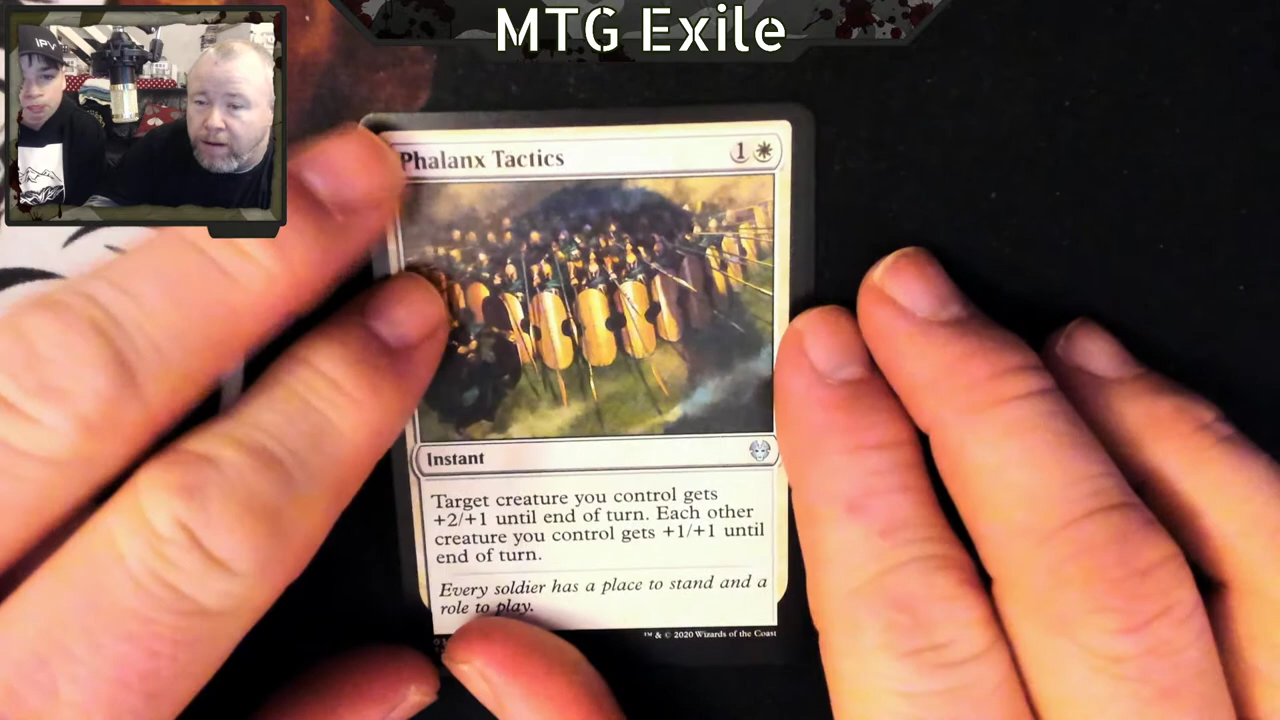 MTG Exile
IPV
Phalanx Tactics
1
Instant
Target creature you control gets
+2/+1 until end of turn. Each other
creature you control gets +1/+1 until
end of turn.
Every soldier has a place to stand and a
role to play.
™ & © 2020 Wizards of the Coast